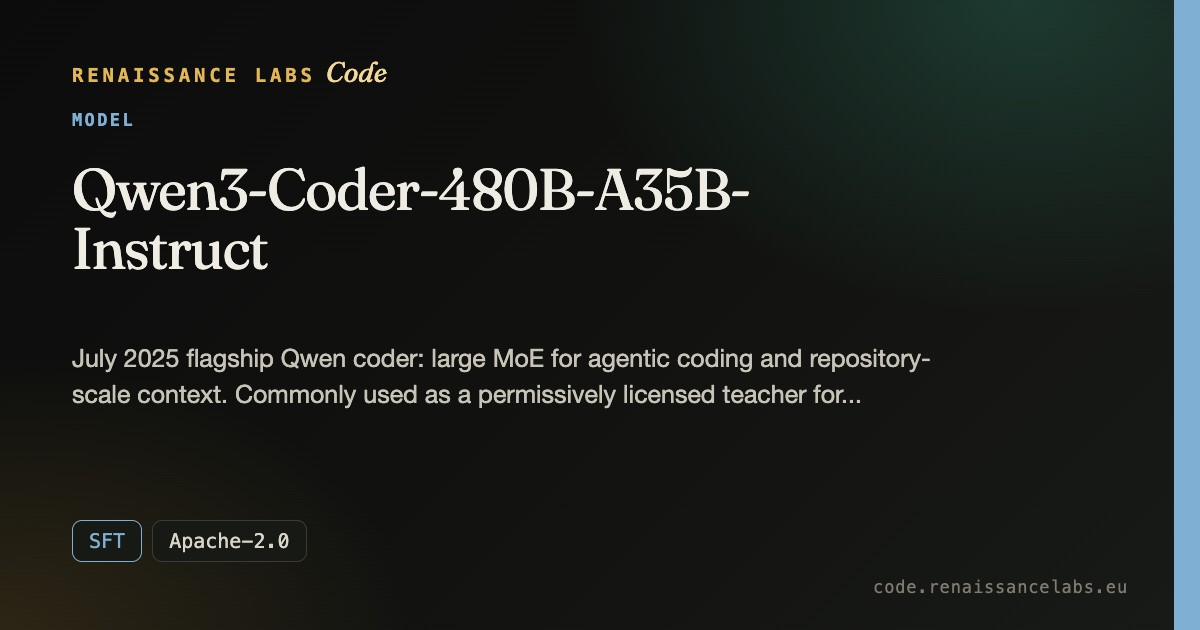 RENAISSANCE LABS Code
MODEL
Qwen3-Coder-480B-A35B-
Instruct
July 2025 flagship Qwen coder: large MoE for agentic coding and repository-
scale context. Commonly used as a permissively licensed teacher for...
SFT Apache-2.0
code.renaissancelabs.eu